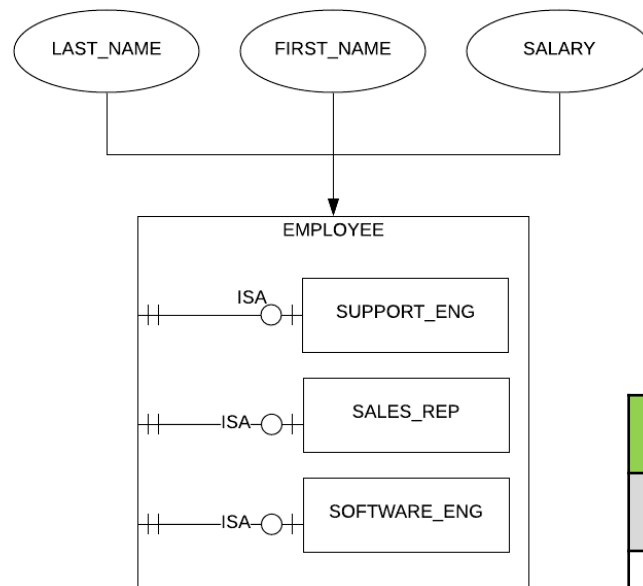 LAST_NAME
FIRST_NAME
SALARY
EMPLOYEE
ISA
SUPPORT_ENG
ISA
SALES_REP
ISA
SOFTWARE_ENG